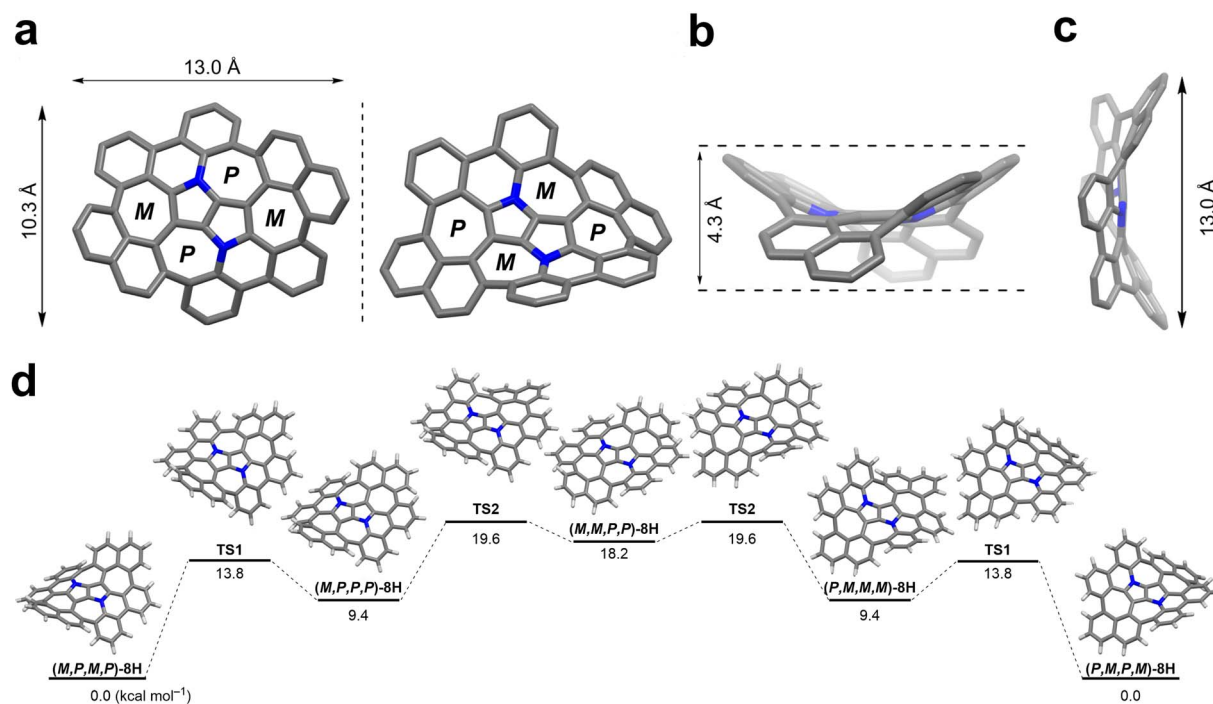 a
b
c
13.0 Å
10.3 Å
P
M
M
P
M
P
P
M
4.3 Å
13.0 Å
d
TS1
13.8
TS2
19.6
(M,M,P,P)-8H
18.2
TS2
19.6
TS1
13.8
(M,P,P,P)-8H
9.4
(P,M,M,M)-8H
9.4
(M,P,M,P)-8H
0.0 (kcal mol⁻¹)
(P,M,P,M)-8H
0.0